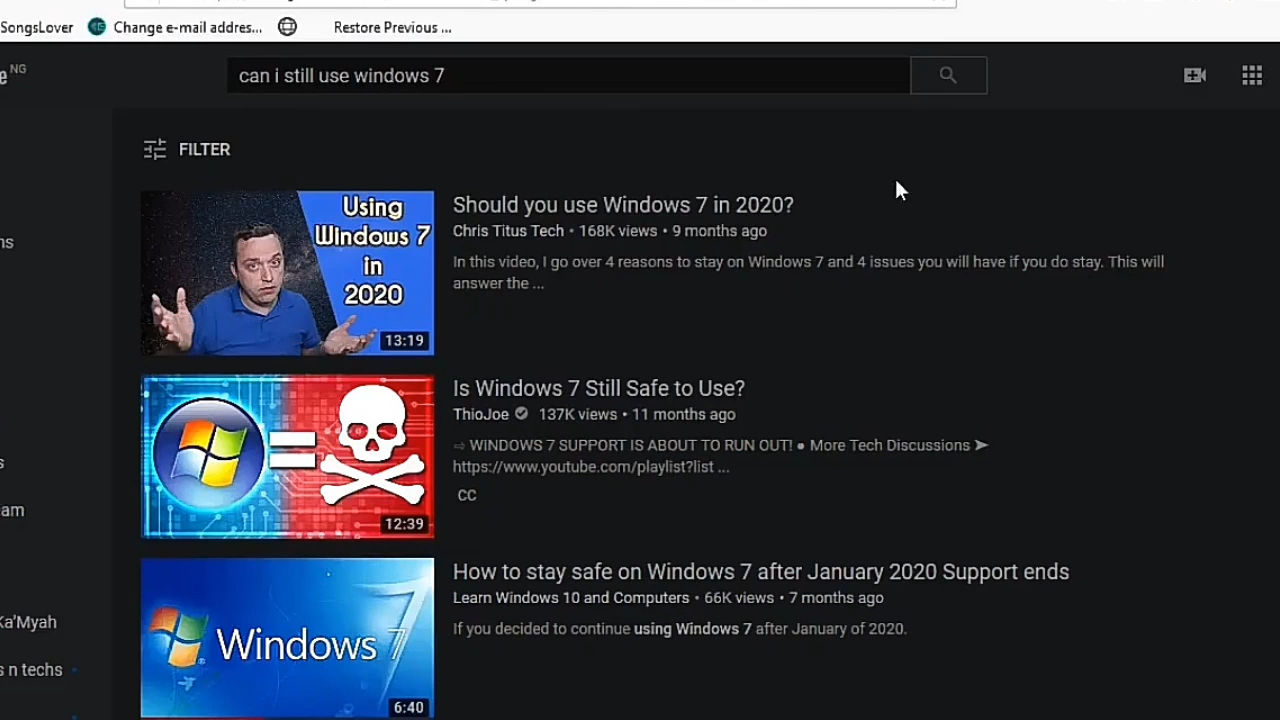 SongsLover Change e-mail addres... Restore Previous ...
NG
can i still use windows 7
FILTER
Using
Windows 7
in
2020
13:19
Should you use Windows 7 in 2020?
Chris Titus Tech • 168K views • 9 months ago
In this video, I go over 4 reasons to stay on Windows 7 and 4 issues you will have if you do stay. This will
answer the ...
12:39
Is Windows 7 Still Safe to Use?
ThioJoe 137K views • 11 months ago
⇨ WINDOWS 7 SUPPORT IS ABOUT TO RUN OUT! ● More Tech Discussions ➤
https://www.youtube.com/playlist?list ...
CC
am
Windows 7
6:40
How to stay safe on Windows 7 after January 2020 Support ends
Learn Windows 10 and Computers • 66K views • 7 months ago
If you decided to continue using Windows 7 after January of 2020.
Ka'Myah
s n techs